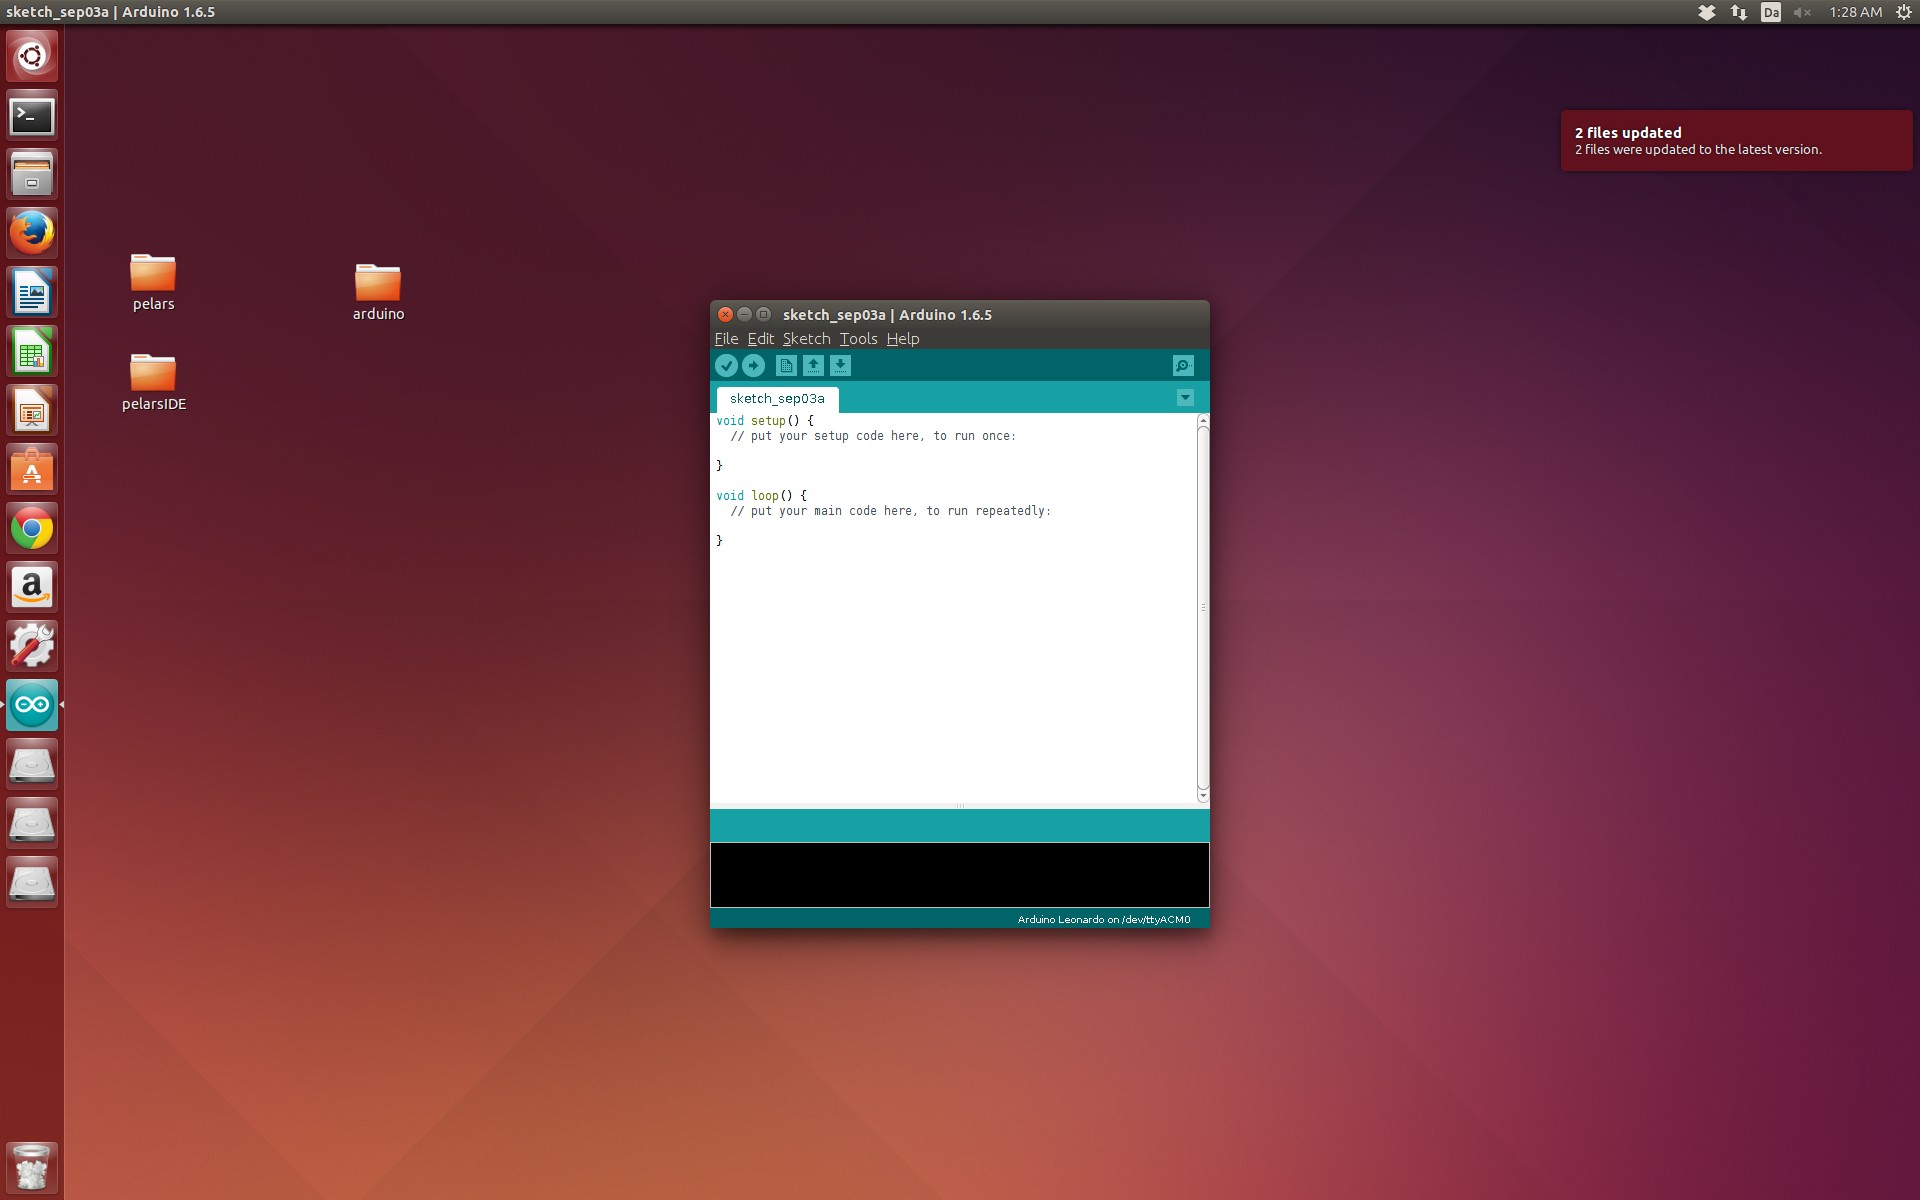 sketch_sep03a | Arduino 1.6.5
Da
1:28 AM
2 files updated
2 files were updated to the latest version.
pelars
arduino
pelarsIDE
sketch_sep03a | Arduino 1.6.5
File Edit Sketch Tools Help
sketch_sep03a
void setup() {
  // put your setup code here, to run once:
}
void loop() {
  // put your main code here, to run repeatedly:
}
Arduino Leonardo on /dev/ttyACM0